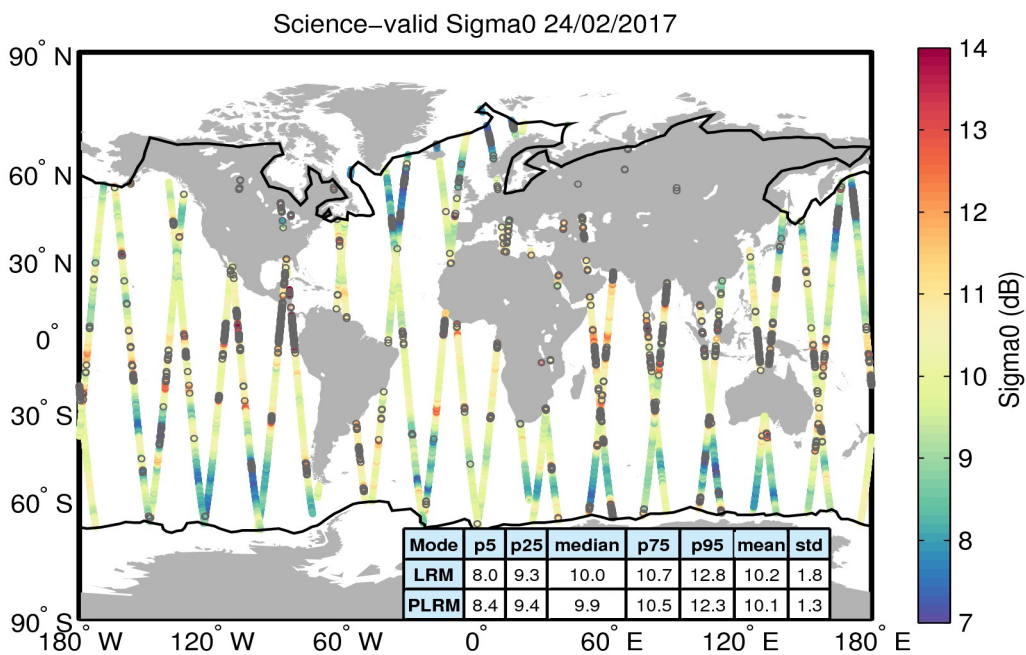 Science−valid Sigma0 24/02/2017
90° N
60° N
30° N
0°
30° S
60° S
90° S
180° W
120° W
60° W
0°
60° E
120° E
180° E
14
13
12
11
10
9
8
7
Sigma0 (dB)
Mode p5 p25 median p75 p95 mean std
LRM 8.0 9.3 10.0 10.7 12.8 10.2 1.8
PLRM 8.4 9.4 9.9 10.5 12.3 10.1 1.3